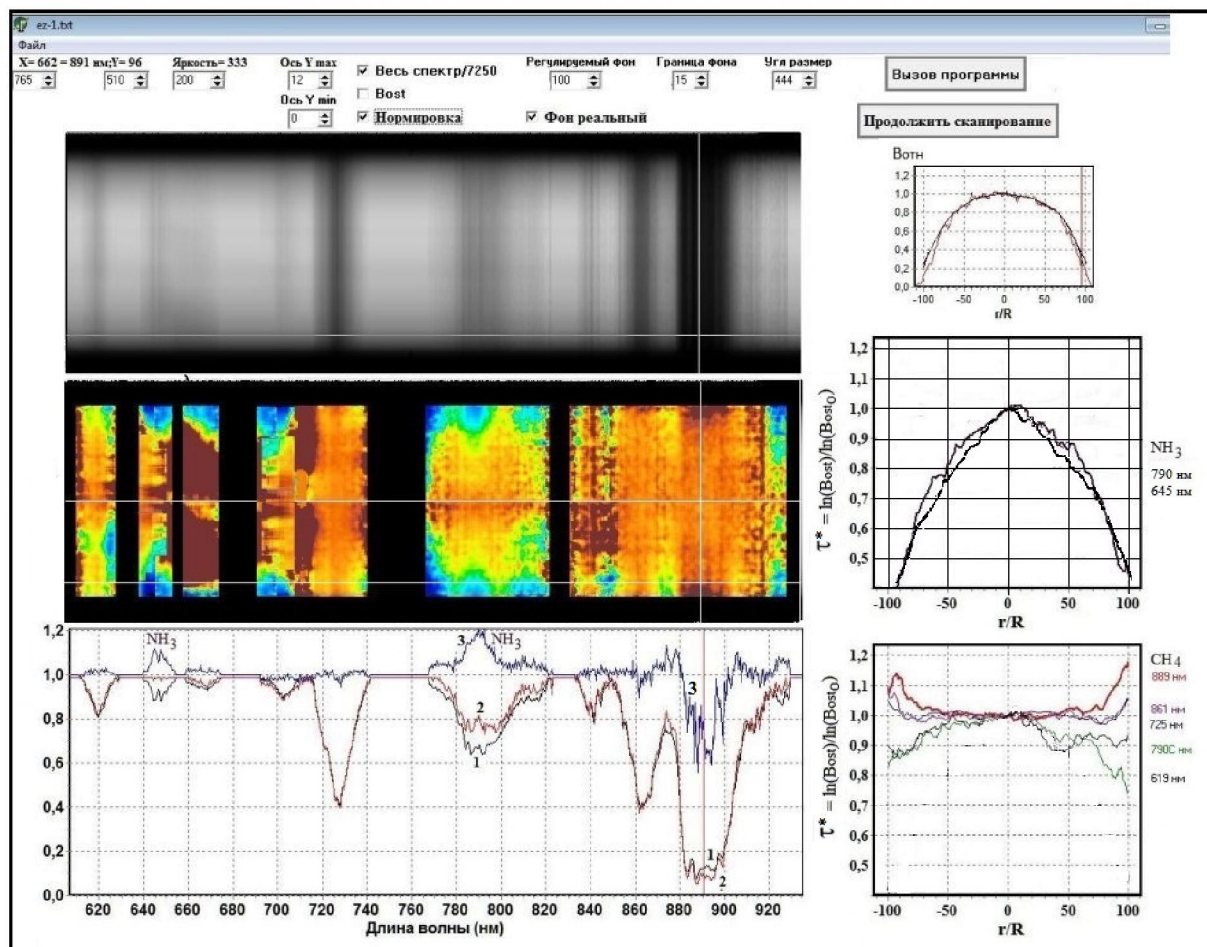 ez-1.txt
Файл
X= 662 = 891 нм;Y= 96 Яркость= 333 Ось Y max Регулируемый фон Граница фона Угл размер
765 510 200 12 100 15 444
Весь спектр/7250
Bost
Ось Y min
0 Нормировка Фон реальный
Вызов программы
Продолжить сканирование
Bотн
1,2
1,0
0,8
0,6
0,4
0,2
0,0
-100 -50 0 50 100
r/R
1,2
1,1
1,0
0,9
0,8
0,7
0,6
0,5
τ* = ln(Bost)/ln(Bost₀)
-100 -50 0 50 100
r/R
NH₃
790 нм
645 нм
1,2
1,0
0,8
0,6
0,4
0,2
0,0
NH₃
3
NH₃
2
1
3
1
2
620 640 660 680 700 720 740 760 780 800 820 840 860 880 900 920
Длина волны (нм)
1,2
1,1
1,0
0,9
0,8
0,7
0,6
0,5
τ* = ln(Bost)/ln(Bost₀)
-100 -50 0 50 100
r/R
CH₄
889 нм
861 нм
725 нм
790C нм
619 нм